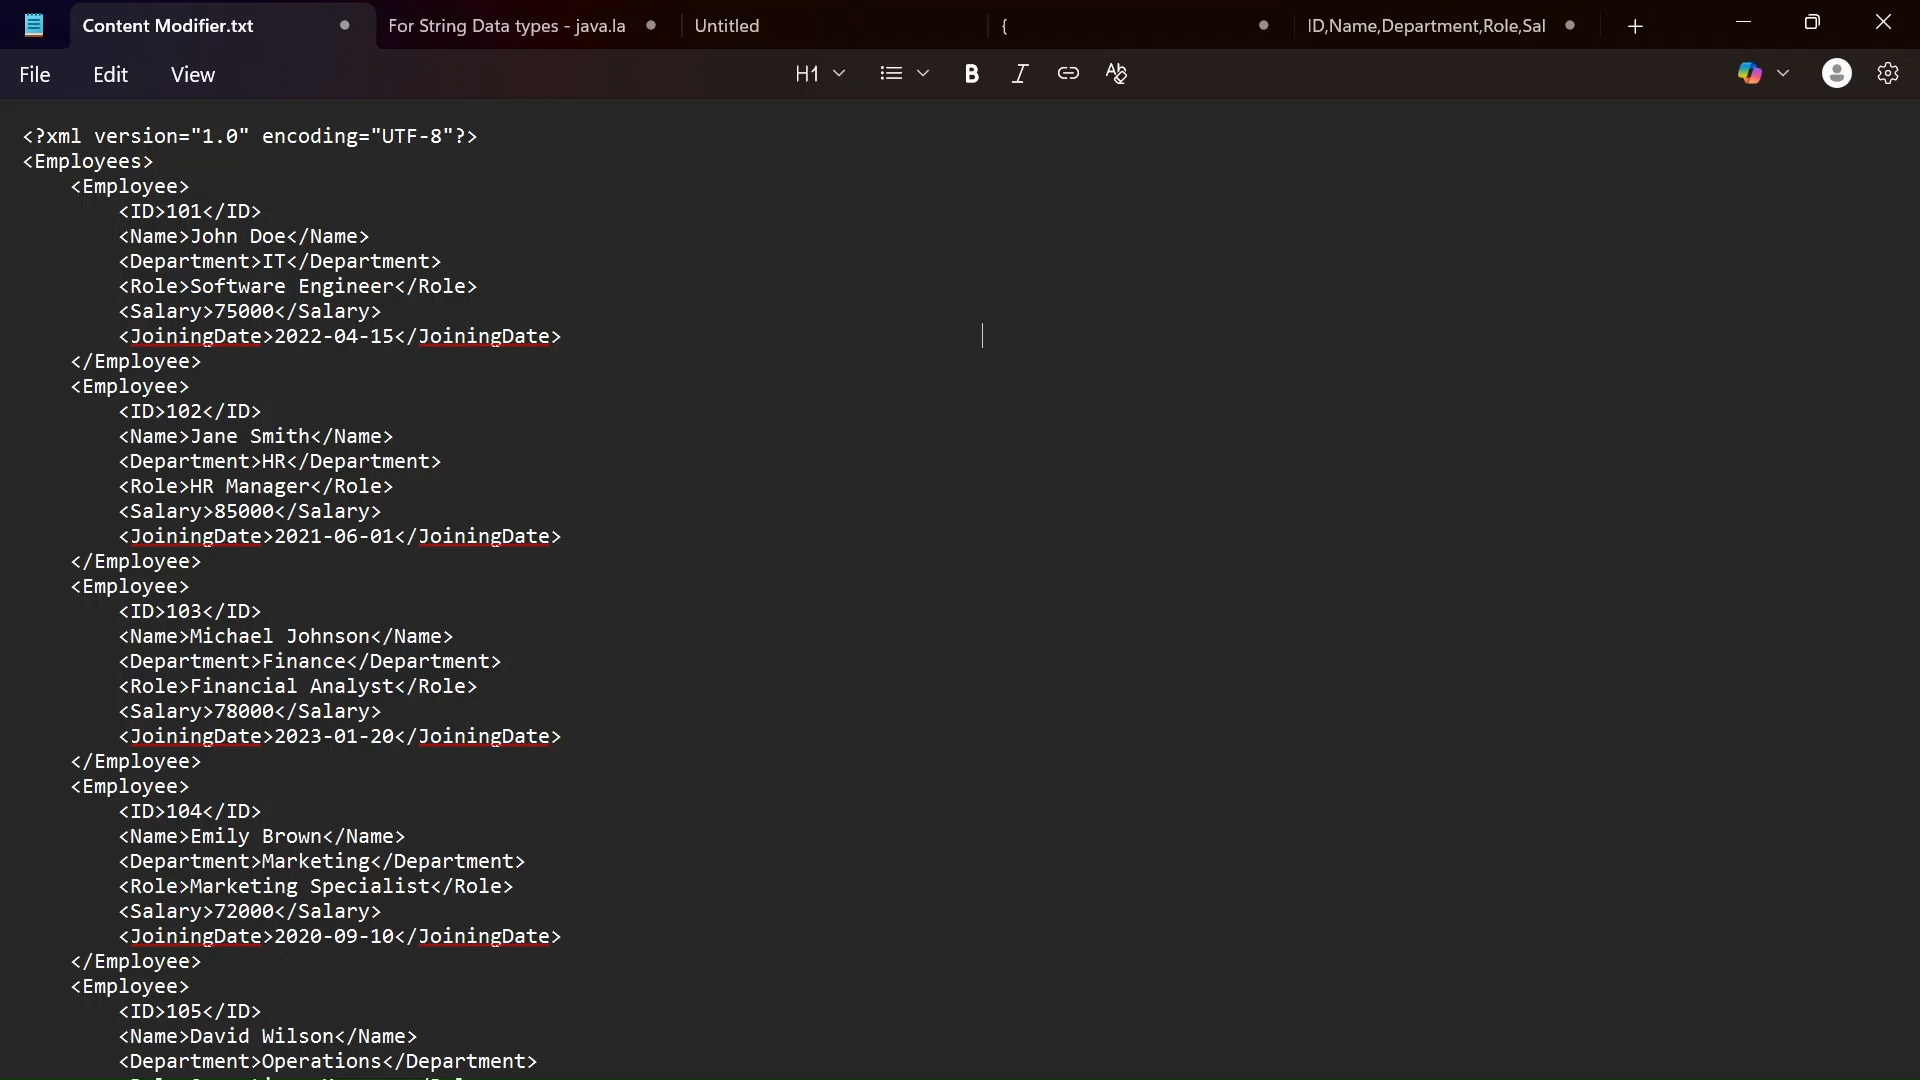 Content Modifier.txt
For String Data types - java.la
Untitled
{
ID,Name,Department,Role,Sal
File
Edit
View
H1
<?xml version="1.0" encoding="UTF-8"?>
<Employees>
    <Employee>
        <ID>101</ID>
        <Name>John Doe</Name>
        <Department>IT</Department>
        <Role>Software Engineer</Role>
        <Salary>75000</Salary>
        <JoiningDate>2022-04-15</JoiningDate>
    </Employee>
    <Employee>
        <ID>102</ID>
        <Name>Jane Smith</Name>
        <Department>HR</Department>
        <Role>HR Manager</Role>
        <Salary>85000</Salary>
        <JoiningDate>2021-06-01</JoiningDate>
    </Employee>
    <Employee>
        <ID>103</ID>
        <Name>Michael Johnson</Name>
        <Department>Finance</Department>
        <Role>Financial Analyst</Role>
        <Salary>78000</Salary>
        <JoiningDate>2023-01-20</JoiningDate>
    </Employee>
    <Employee>
        <ID>104</ID>
        <Name>Emily Brown</Name>
        <Department>Marketing</Department>
        <Role>Marketing Specialist</Role>
        <Salary>72000</Salary>
        <JoiningDate>2020-09-10</JoiningDate>
    </Employee>
    <Employee>
        <ID>105</ID>
        <Name>David Wilson</Name>
        <Department>Operations</Department>